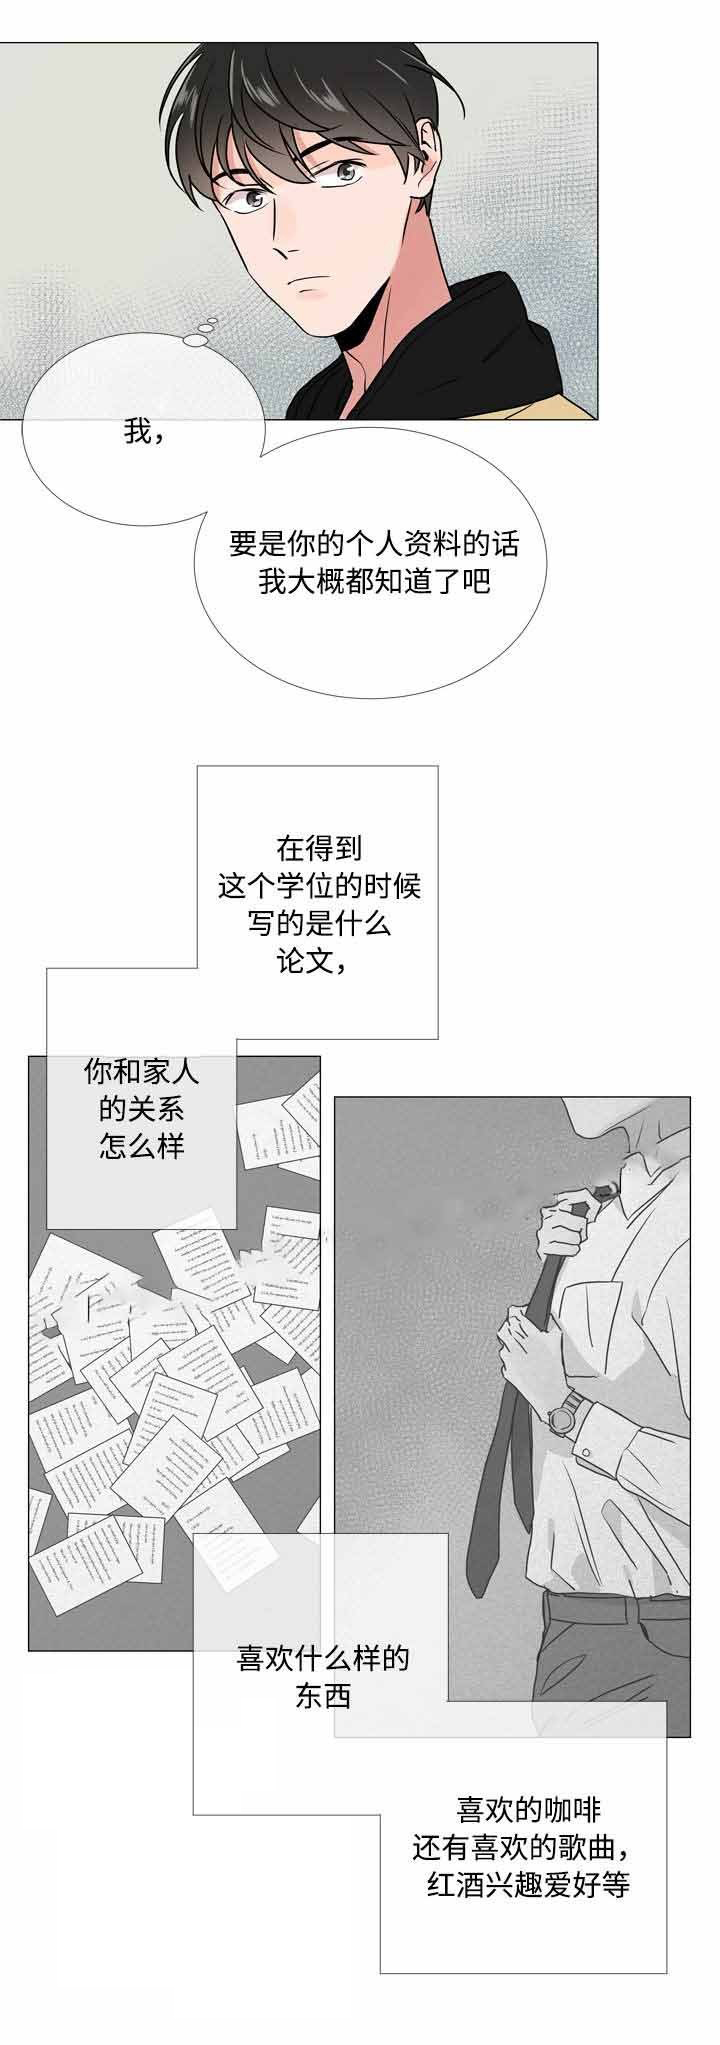 我，
要是你的个人资料的话
我大概都知道了吧
在得到
这个学位的时候
写的是什么
论文，
你和家人
的关系
怎么样
喜欢什么样的
东西
喜欢的咖啡
还有喜欢的歌曲，
红酒兴趣爱好等